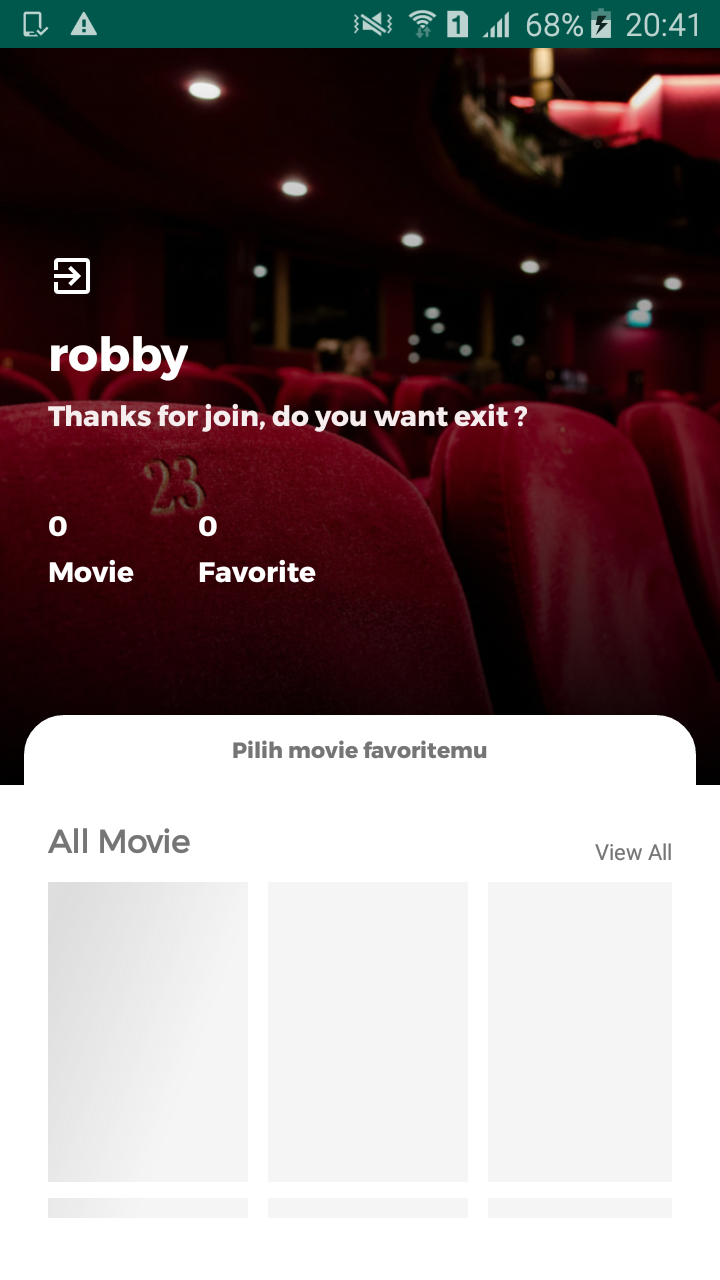 68% 20:41
robby
Thanks for join, do you want exit ?
23
0 0
Movie Favorite
Pilih movie favoritemu
All Movie
View All